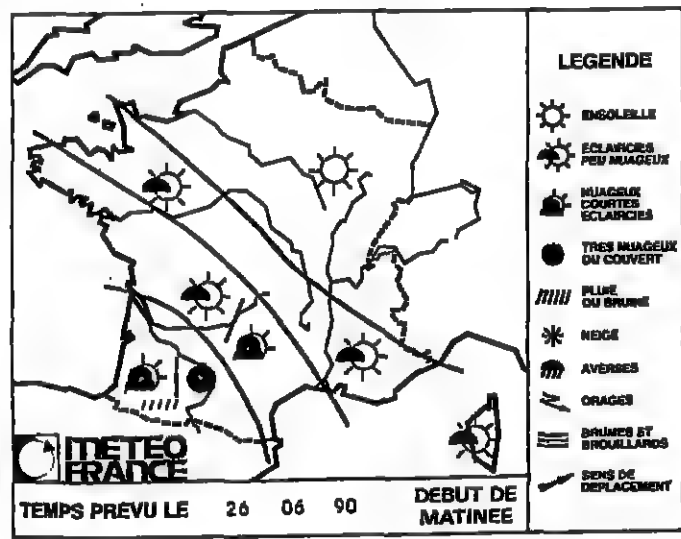 LEGENDE
ENSOLEILLE
ECLAIRCIES
PEU NUAGEUX
NUAGEUX
COURTES
ECLAIRCIES
TRES NUAGEUX
OU COUVERT
PLUIE
OU BRUINE
NEIGE
AVERSES
ORAGES
BRUMES ET
BROUILLARDS
SENS DE
DEPLACEMENT
METEO
FRANCE
TEMPS PREVU LE 26 06 90 DEBUT DE
MATINEE